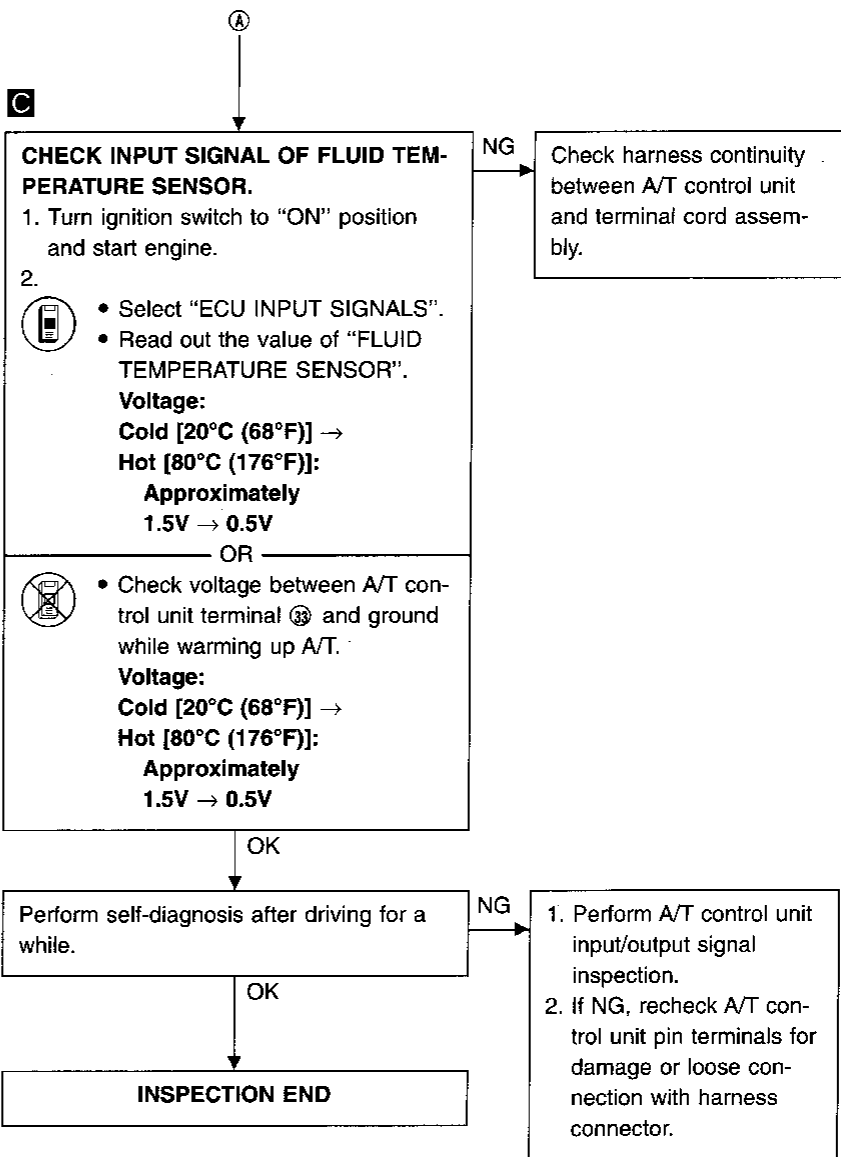 Ⓐ
C
CHECK INPUT SIGNAL OF FLUID TEM-
PERATURE SENSOR.
1. Turn ignition switch to “ON” position
and start engine.
2.
• Select “ECU INPUT SIGNALS”.
• Read out the value of “FLUID
TEMPERATURE SENSOR”.
Voltage:
Cold [20°C (68°F)] →
Hot [80°C (176°F)]:
Approximately
1.5V → 0.5V
OR
• Check voltage between A/T con-
trol unit terminal ㉝ and ground
while warming up A/T.
Voltage:
Cold [20°C (68°F)] →
Hot [80°C (176°F)]:
Approximately
1.5V → 0.5V
NG
Check harness continuity
between A/T control unit
and terminal cord assem-
bly.
OK
Perform self-diagnosis after driving for a
while.
NG
1. Perform A/T control unit
input/output signal
inspection.
2. If NG, recheck A/T con-
trol unit pin terminals for
damage or loose con-
nection with harness
connector.
OK
INSPECTION END